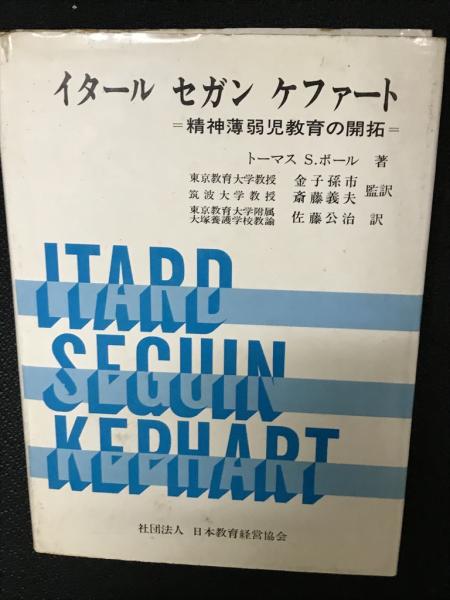 イタール セガン ケファート
=精神薄弱児教育の開拓=
トーマス S.ボール 著
東京教育大学教授 金子孫市
筑波大学教授 斎藤義夫 監訳
東京教育大学附属
大塚養護学校教諭 佐藤公治 訳
ITARD
SEGUIN
KEPHART
社団法人 日本教育経営協会